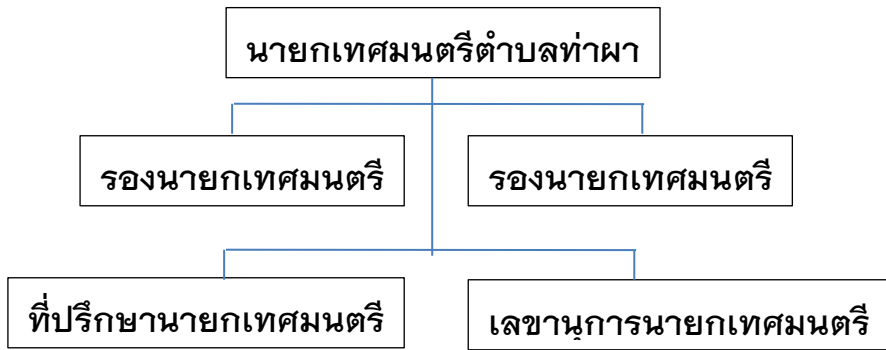 นายกเทศมนตรีตำบลท่าผา
รองนายกเทศมนตรี
รองนายกเทศมนตรี
ที่ปรึกษานายกเทศมนตรี
เลขานุการนายกเทศมนตรี